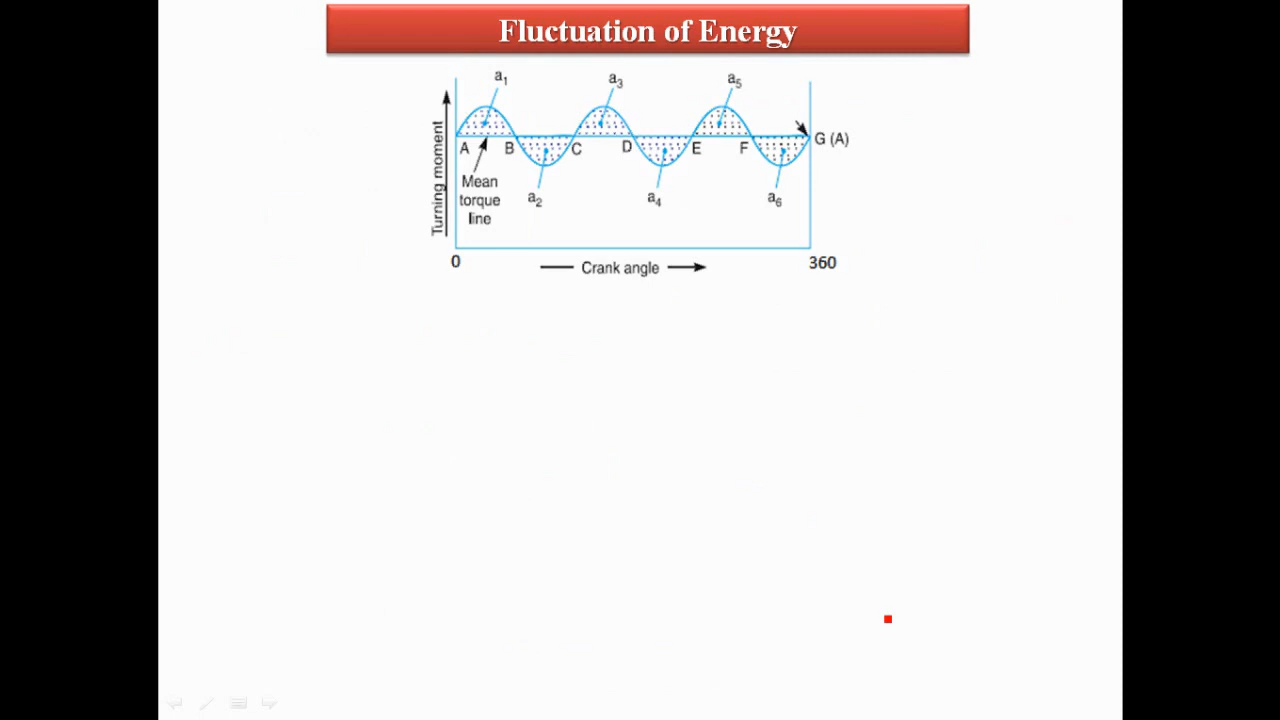 Fluctuation of Energy
a1 a3 a5
Turning moment
A B C D E F G (A)
Mean
torque
line
a2 a4 a6
0 Crank angle 360